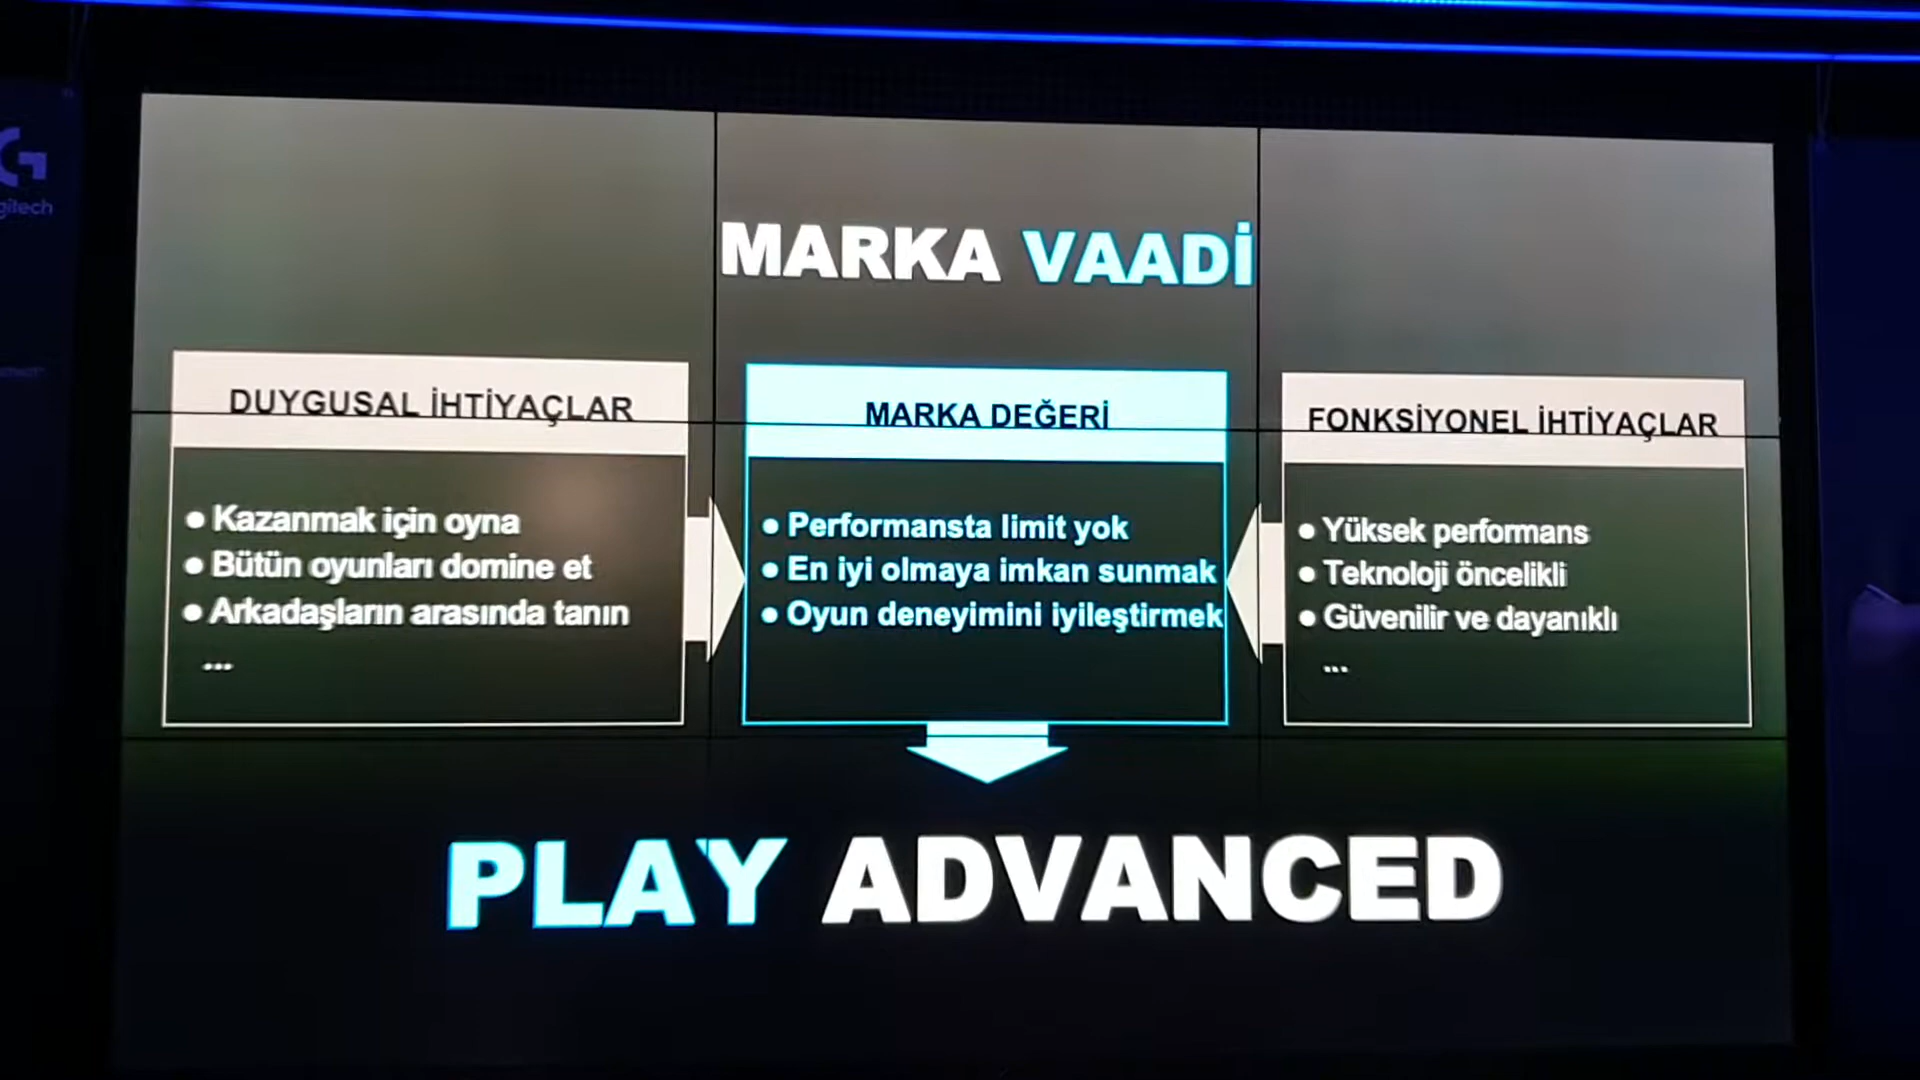 gitech
MARKA VAADİ
DUYGUSAL İHTİYAÇLAR
● Kazanmak için oyna
● Bütün oyunları domine et
● Arkadaşların arasında tanın
...
MARKA DEĞERİ
● Performansta limit yok
● En iyi olmaya imkan sunmak
● Oyun deneyimini iyileştirmek
FONKSİYONEL İHTİYAÇLAR
● Yüksek performans
● Teknoloji öncelikli
● Güvenilir ve dayanıklı
...
PLAY ADVANCED